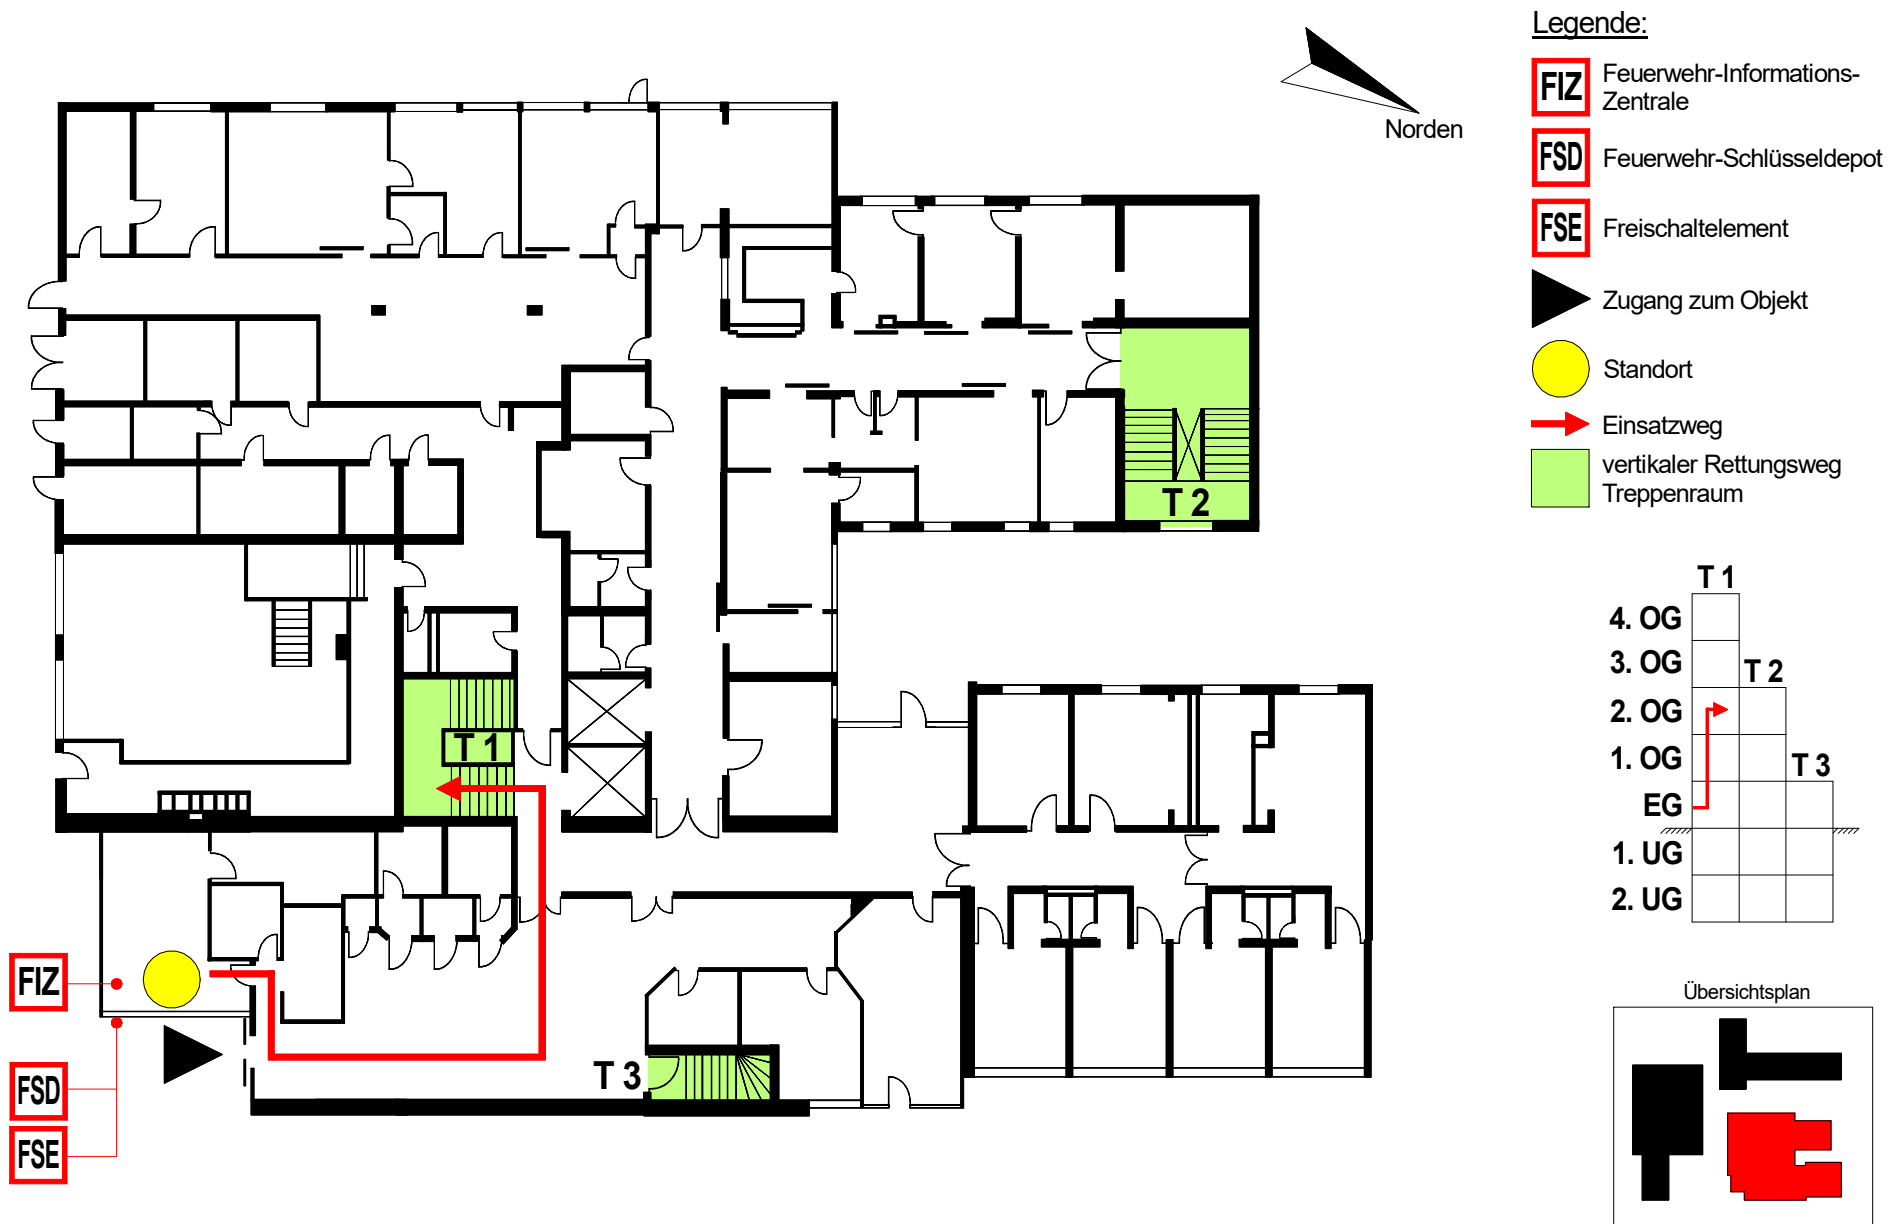 Norden
Legende:
FIZ
Feuerwehr-Informations-
Zentrale
FSD
Feuerwehr-Schlüsseldepot
FSE
Freischaltelement
Zugang zum Objekt
Standort
Einsatzweg
vertikaler Rettungsweg
Treppenraum
T 2
T 1
T 3
FIZ
FSD
FSE
T 1
4. OG
3. OG
T 2
2. OG
1. OG
T 3
EG
1. UG
2. UG
Übersichtsplan